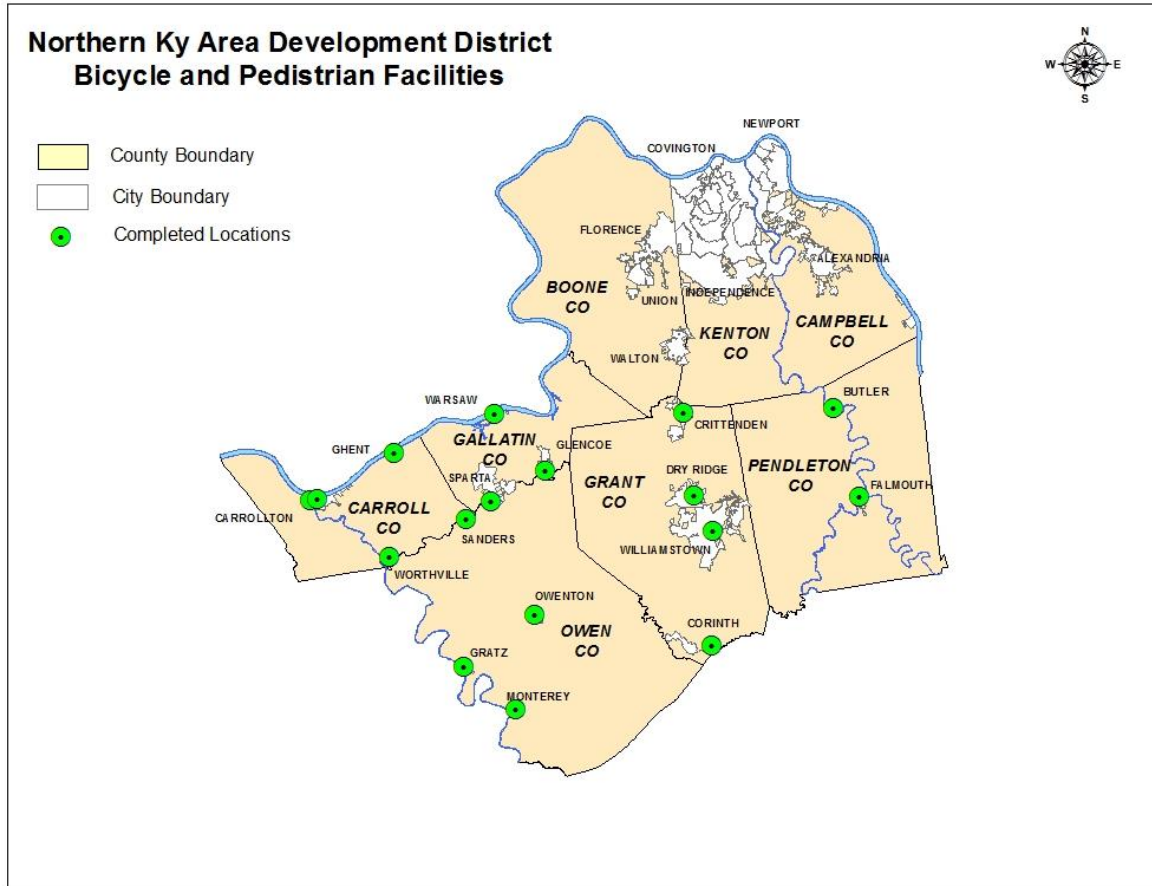 Northern Ky Area Development District
Bicycle and Pedistrian Facilities
N
W
E
S
County Boundary
City Boundary
Completed Locations
NEWPORT
COVINGTON
FLORENCE
ALEXANDRIA
BOONE
CO
UNION
INDEPENDENCE
KENTON
CO
CAMPBELL
CO
WALTON
WARSAW
BUTLER
CRITTENDEN
GHENT
GALLATIN
CO
GLENCOE
SPARTA
GRANT
CO
DRY RIDGE
PENDLETON
CO
FALMOUTH
CARROLLTON
CARROLL
CO
SANDERS
WILLIAMSTOWN
WORTHVILLE
OWENTON
OWEN
CO
CORINTH
GRATZ
MONTEREY